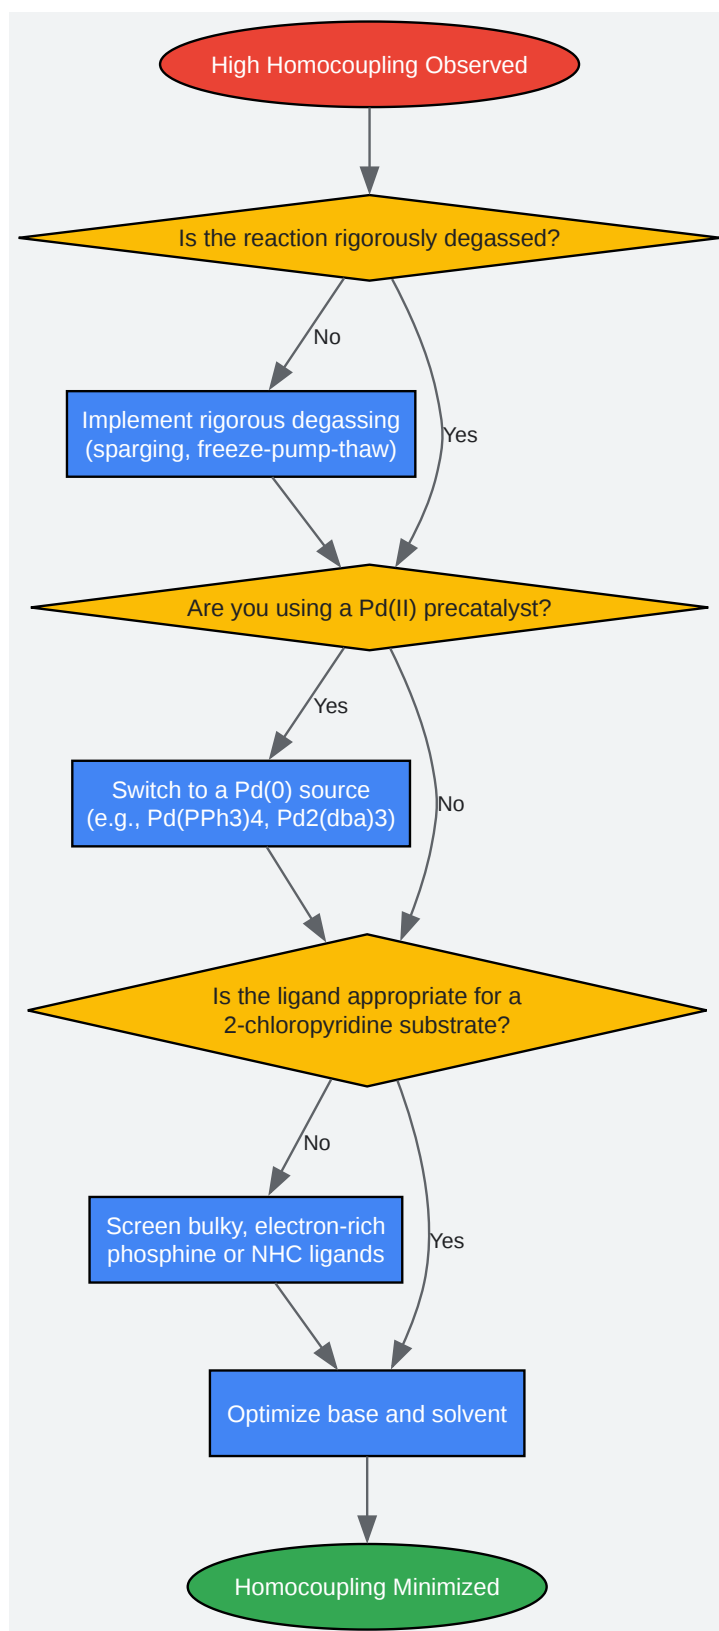 High Homocoupling Observed
Is the reaction rigorously degassed?
No
Implement rigorous degassing
(sparging, freeze-pump-thaw)
Yes
Are you using a Pd(II) precatalyst?
Yes
Switch to a Pd(0) source
(e.g., Pd(PPh3)4, Pd2(dba)3)
No
Is the ligand appropriate for a
2-chloropyridine substrate?
No
Screen bulky, electron-rich
phosphine or NHC ligands
Yes
Optimize base and solvent
Homocoupling Minimized